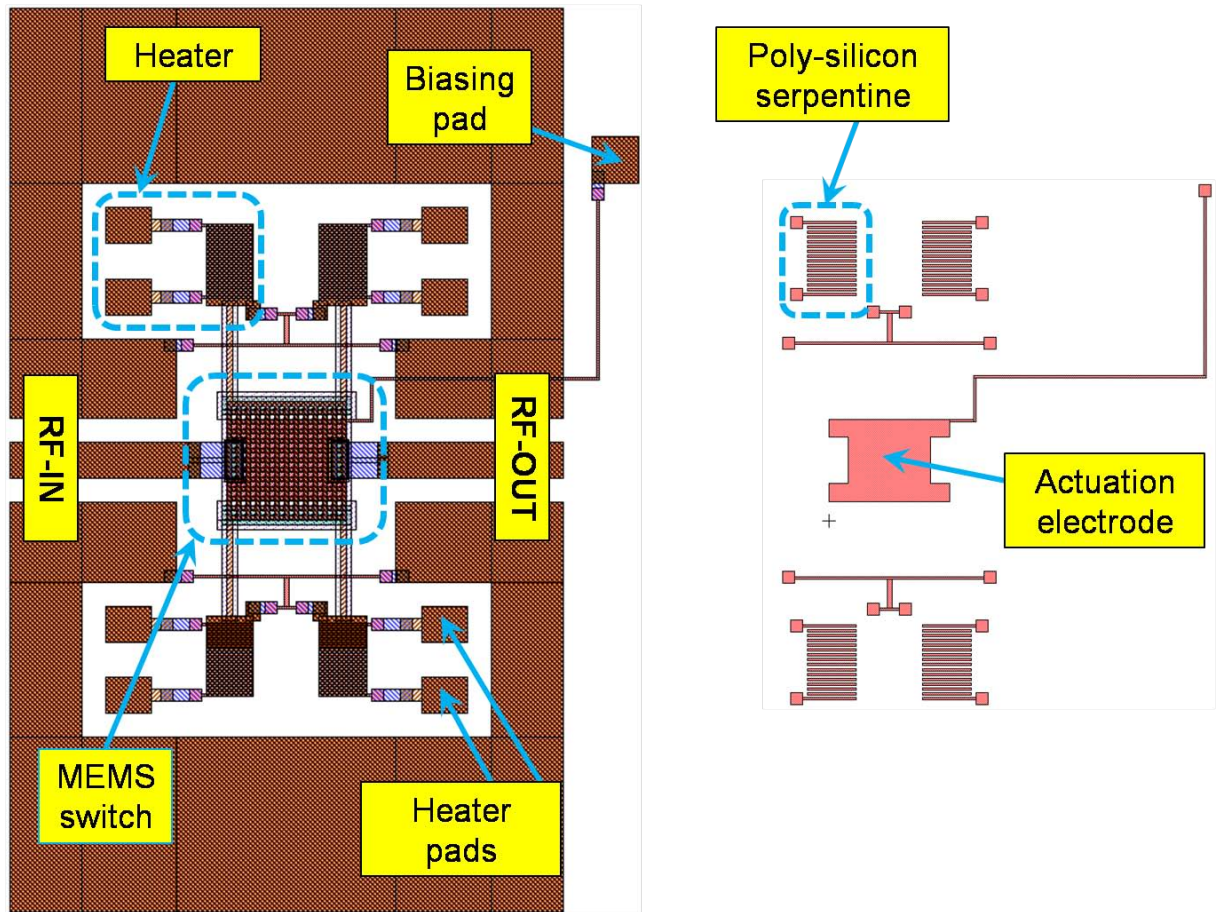 Heater
Biasing
pad
Poly-silicon
serpentine
RF-IN
RF-OUT
Actuation
electrode
MEMS
switch
Heater
pads